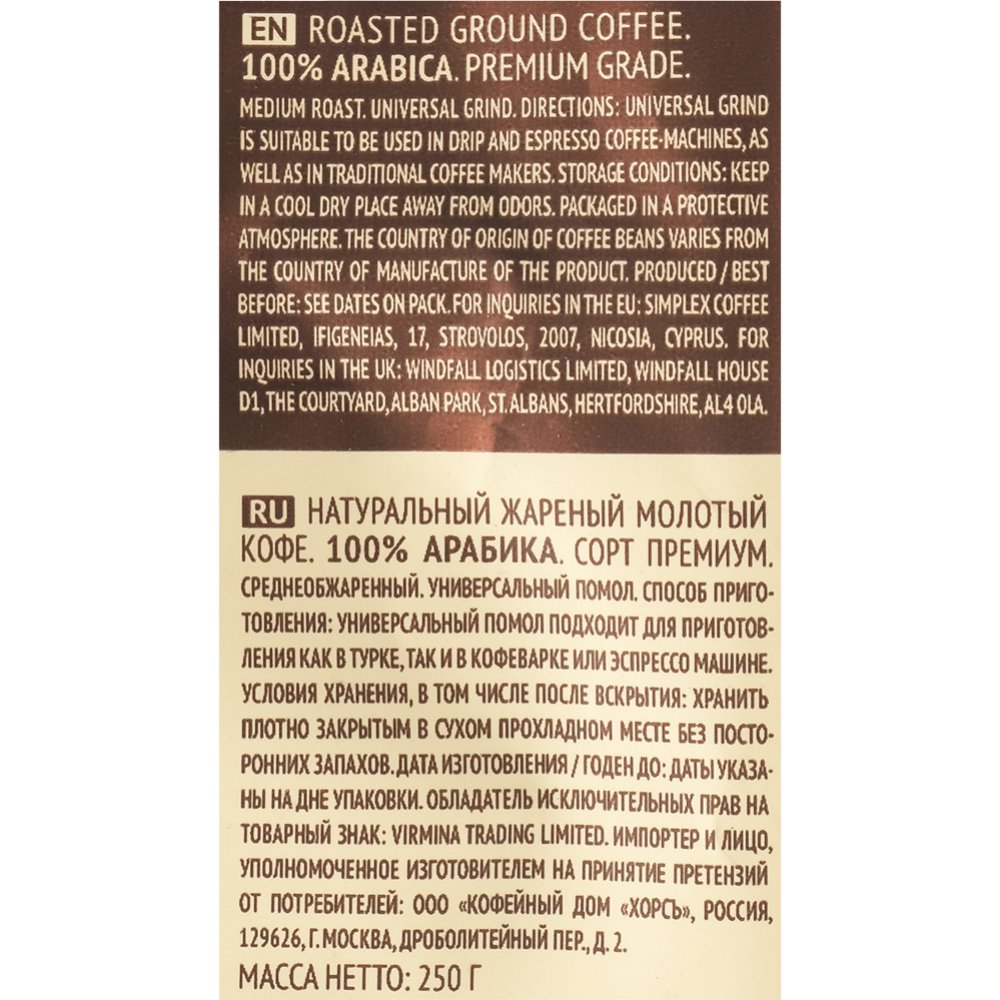 EN ROASTED GROUND COFFEE.
100% ARABICA. PREMIUM GRADE.
MEDIUM ROAST. UNIVERSAL GRIND. DIRECTIONS: UNIVERSAL GRIND
IS SUITABLE TO BE USED IN DRIP AND ESPRESSO COFFEE-MACHINES, AS
WELL AS IN TRADITIONAL COFFEE MAKERS. STORAGE CONDITIONS: KEEP
IN A COOL DRY PLACE AWAY FROM ODORS. PACKAGED IN A PROTECTIVE
ATMOSPHERE. THE COUNTRY OF ORIGIN OF COFFEE BEANS VARIES FROM
THE COUNTRY OF MANUFACTURE OF THE PRODUCT. PRODUCED / BEST
BEFORE: SEE DATES ON PACK. FOR INQUIRIES IN THE EU: SIMPLEX COFFEE
LIMITED, IFIGENEIAS, 17, STROVOLOS, 2007, NICOSIA, CYPRUS. FOR
INQUIRIES IN THE UK: WINDFALL LOGISTICS LIMITED, WINDFALL HOUSE
D1, THE COURTYARD, ALBAN PARK, ST. ALBANS, HERTFORDSHIRE, AL4 0LA.
RU НАТУРАЛЬНЫЙ ЖАРЕНЫЙ МОЛОТЫЙ
КОФЕ. 100% АРАБИКА. СОРТ ПРЕМИУМ.
СРЕДНЕОБЖАРЕННЫЙ. УНИВЕРСАЛЬНЫЙ ПОМОЛ. СПОСОБ ПРИГО-
ТОВЛЕНИЯ: УНИВЕРСАЛЬНЫЙ ПОМОЛ ПОДХОДИТ ДЛЯ ПРИГОТОВ-
ЛЕНИЯ КАК В ТУРКЕ, ТАК И В КОФЕВАРКЕ ИЛИ ЭСПРЕССО МАШИНЕ.
УСЛОВИЯ ХРАНЕНИЯ, В ТОМ ЧИСЛЕ ПОСЛЕ ВСКРЫТИЯ: ХРАНИТЬ
ПЛОТНО ЗАКРЫТЫМ В СУХОМ ПРОХЛАДНОМ МЕСТЕ БЕЗ ПОСТО-
РОННИХ ЗАПАХОВ. ДАТА ИЗГОТОВЛЕНИЯ / ГОДЕН ДО: ДАТЫ УКАЗА-
НЫ НА ДНЕ УПАКОВКИ. ОБЛАДАТЕЛЬ ИСКЛЮЧИТЕЛЬНЫХ ПРАВ НА
ТОВАРНЫЙ ЗНАК: VIRMINA TRADING LIMITED. ИМПОРТЕР И ЛИЦО,
УПОЛНОМОЧЕННОЕ ИЗГОТОВИТЕЛЕМ НА ПРИНЯТИЕ ПРЕТЕНЗИЙ
ОТ ПОТРЕБИТЕЛЕЙ: ООО «КОФЕЙНЫЙ ДОМ «ХОРСЪ», РОССИЯ,
129626, Г. МОСКВА, ДРОБОЛИТЕЙНЫЙ ПЕР., Д. 2.
МАССА НЕТТО: 250 Г